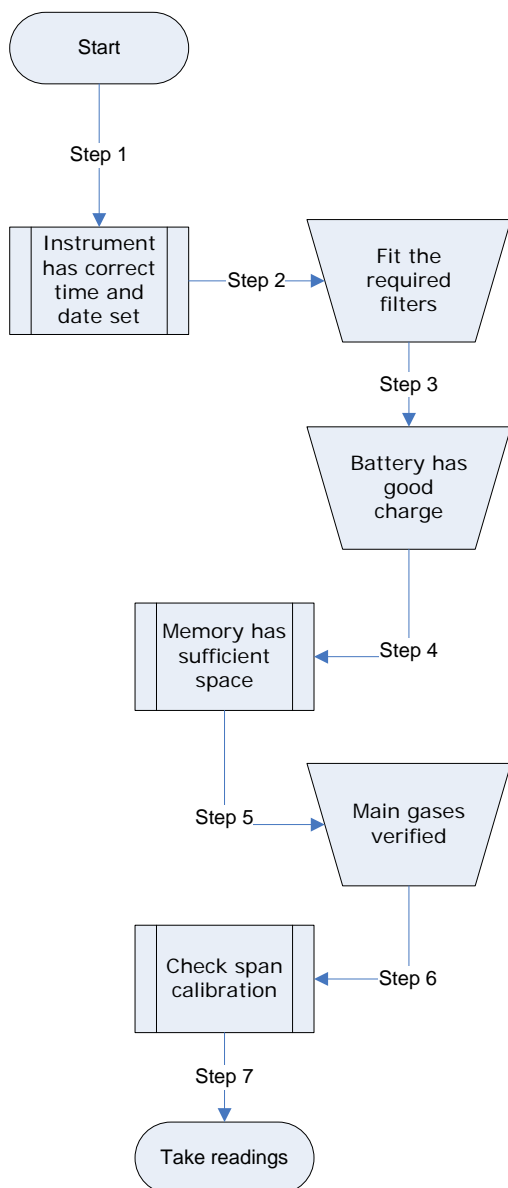 Start
Step 1
Instrument
has correct
time and
date set
Step 2
Fit the
required
filters
Step 3
Battery has
good
charge
Step 4
Memory has
sufficient
space
Step 5
Main gases
verified
Step 6
Check span
calibration
Step 7
Take readings